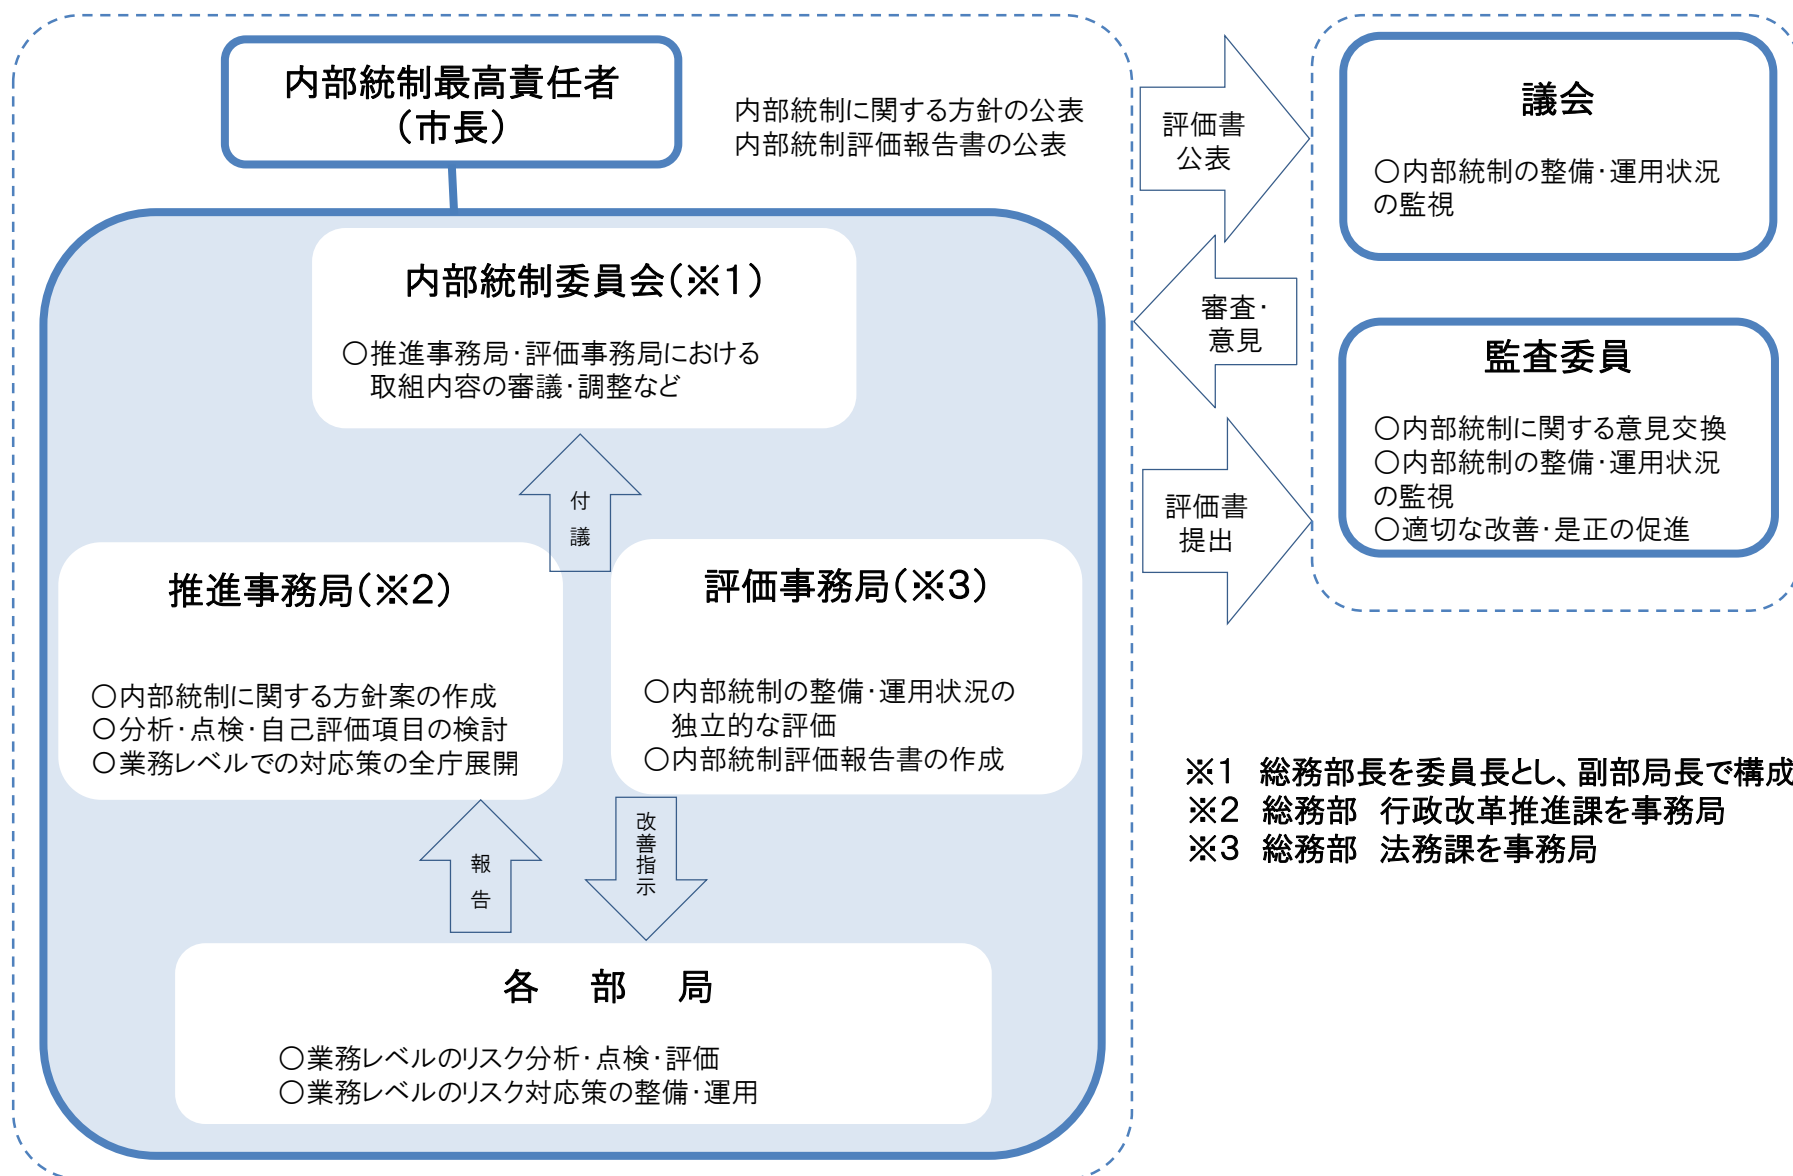 内部統制最高責任者
（市長）
内部統制に関する方針の公表
内部統制評価報告書の公表
評価書
公表
議会
○内部統制の整備・運用状況
の監視
内部統制委員会（※１）
○推進事務局・評価事務局における
取組内容の審議・調整など
審査・
意見
監査委員
○内部統制に関する意見交換
○内部統制の整備・運用状況
の監視
○適切な改善・是正の促進
評価書
提出
付
議
推進事務局（※２）
○内部統制に関する方針案の作成
○分析・点検・自己評価項目の検討
○業務レベルでの対応策の全庁展開
評価事務局（※３）
○内部統制の整備・運用状況の
独立的な評価
○内部統制評価報告書の作成
報
告
改善指示
各　部　局
○業務レベルのリスク分析・点検・評価
○業務レベルのリスク対応策の整備・運用
※１　総務部長を委員長とし、副部局長で構成
※２　総務部　行政改革推進課を事務局
※３　総務部　法務課を事務局